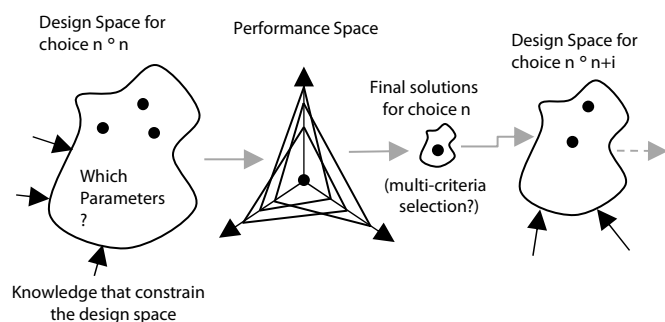 Design Space for
choice n ° n
Performance Space
Design Space for
choice n ° n+i
Final solutions
for choice n
Which
Parameters
?
(multi-criteria
selection?)
Knowledge that constrain
the design space